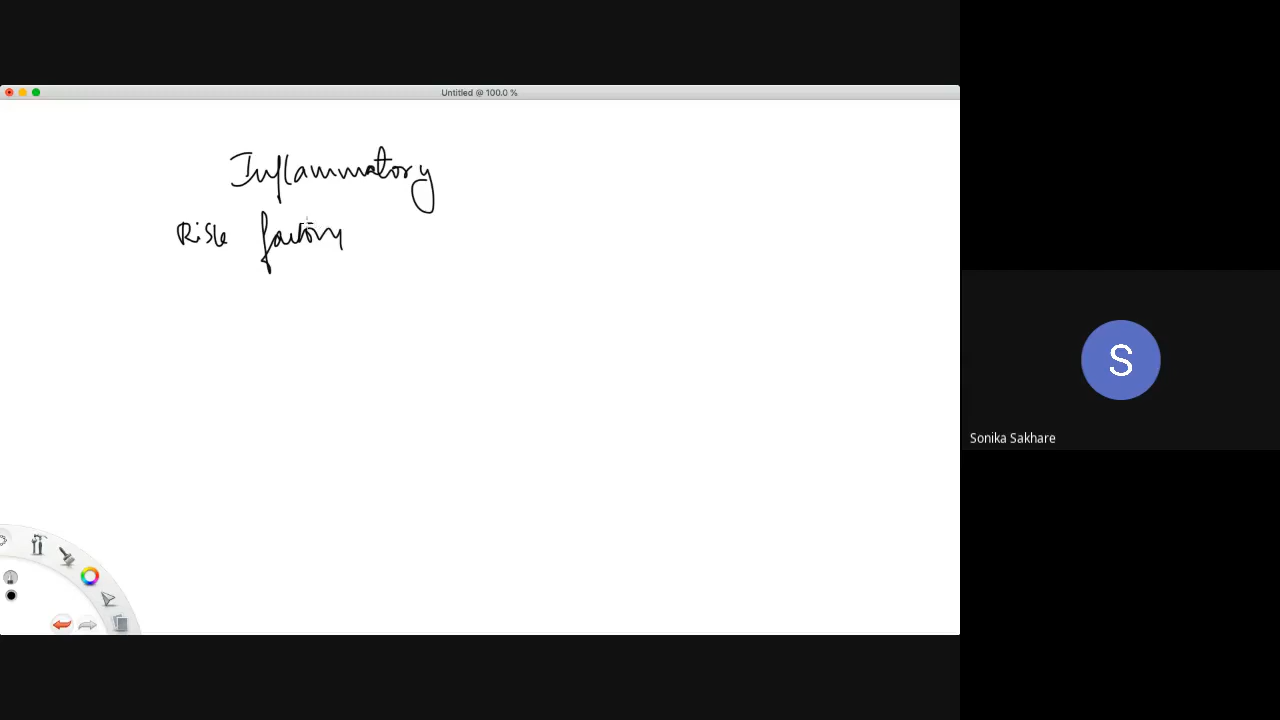 Untitled @ 100.0 %
Inflammatory
Risk factors
S
Sonika Sakhare